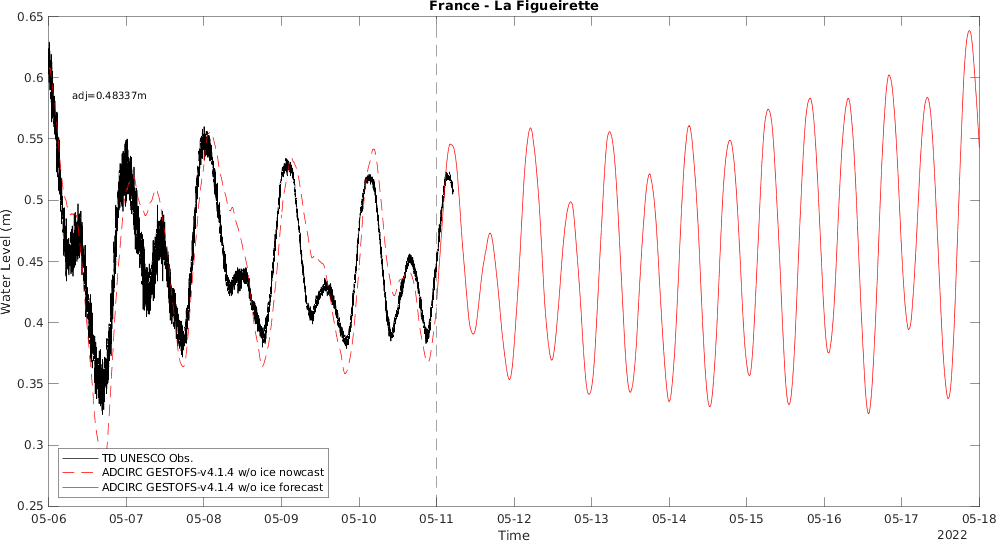 France - La Figueirette
0.65
0.6
0.55
0.5
0.45
0.4
0.35
0.3
0.25
Water Level (m)
adj=0.48337m
TD UNESCO Obs.
ADCIRC GESTOFS-v4.1.4 w/o ice nowcast
ADCIRC GESTOFS-v4.1.4 w/o ice forecast
05-06 05-07 05-08 05-09 05-10 05-11 05-12 05-13 05-14 05-15 05-16 05-17 05-18
Time
2022